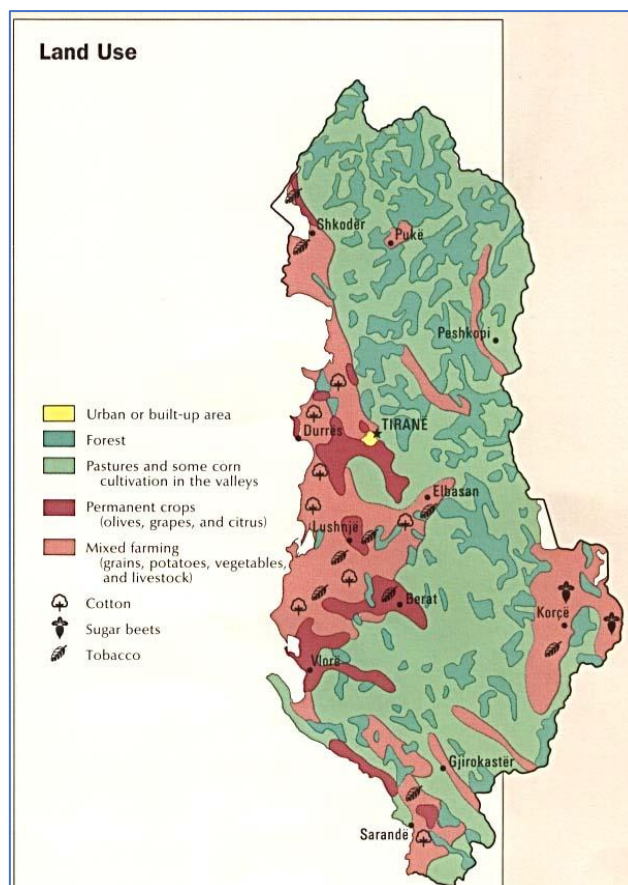 Land Use
Shkodër
Pukë
Peshkopi
Urban or built-up area
Forest
Pastures and some corn
cultivation in the valleys
Permanent crops
(olives, grapes, and citrus)
Mixed farming
(grains, potatoes, vegetables,
and livestock)
Cotton
Sugar beets
Tobacco
TIRANË
Durrës
Elbasan
Lushnjë
Berat
Korçë
Vlorë
Gjirokastër
Sarandë